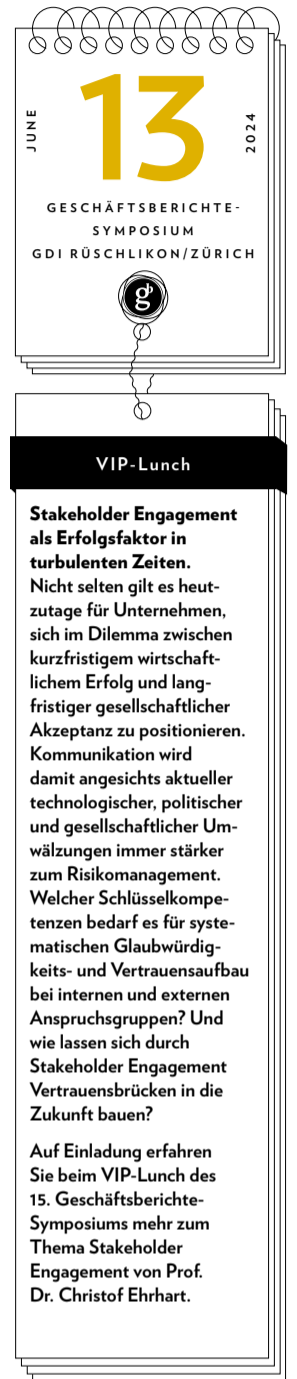 JUNE
13
2024
GESCHÄFTSBERICHTE-
SYMPOSIUM
GDI RÜSCHLIKON/ZÜRICH
gb
VIP-Lunch
Stakeholder Engagement
als Erfolgsfaktor in
turbulenten Zeiten.
Nicht selten gilt es heut-
zutage für Unternehmen,
sich im Dilemma zwischen
kurzfristigem wirtschaft-
lichem Erfolg und lang-
fristiger gesellschaftlicher
Akzeptanz zu positionieren.
Kommunikation wird
damit angesichts aktueller
technologischer, politischer
und gesellschaftlicher Um-
wälzungen immer stärker
zum Risikomanagement.
Welcher Schlüsselkompe-
tenzen bedarf es für syste-
matischen Glaubwürdig-
keits- und Vertrauensaufbau
bei internen und externen
Anspruchsgruppen? Und
wie lassen sich durch
Stakeholder Engagement
Vertrauensbrücken in die
Zukunft bauen?
Auf Einladung erfahren
Sie beim VIP-Lunch des
15. Geschäftsberichte-
Symposiums mehr zum
Thema Stakeholder
Engagement von Prof.
Dr. Christof Ehrhart.